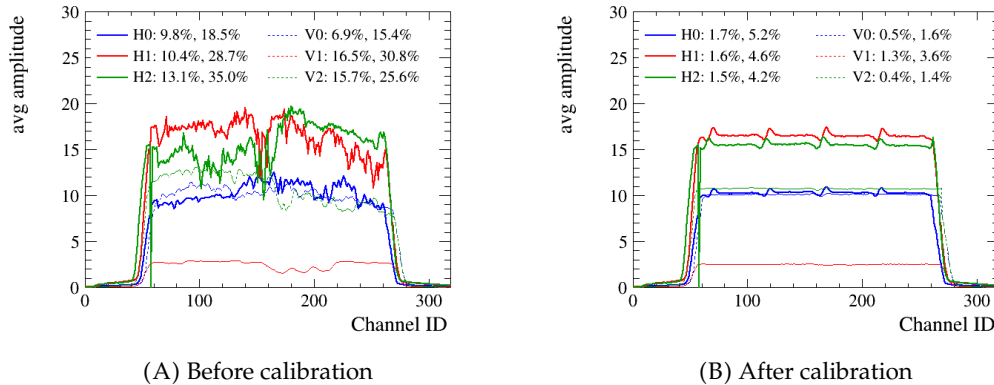 avg amplitude
30
25
20
15
10
5
0
H0: 9.8%, 18.5%
V0: 6.9%, 15.4%
H1: 10.4%, 28.7%
V1: 16.5%, 30.8%
H2: 13.1%, 35.0%
V2: 15.7%, 25.6%
0 100 200 300
Channel ID
(A) Before calibration
avg amplitude
30
25
20
15
10
5
0
H0: 1.7%, 5.2%
V0: 0.5%, 1.6%
H1: 1.6%, 4.6%
V1: 1.3%, 3.6%
H2: 1.5%, 4.2%
V2: 0.4%, 1.4%
0 100 200 300
Channel ID
(B) After calibration